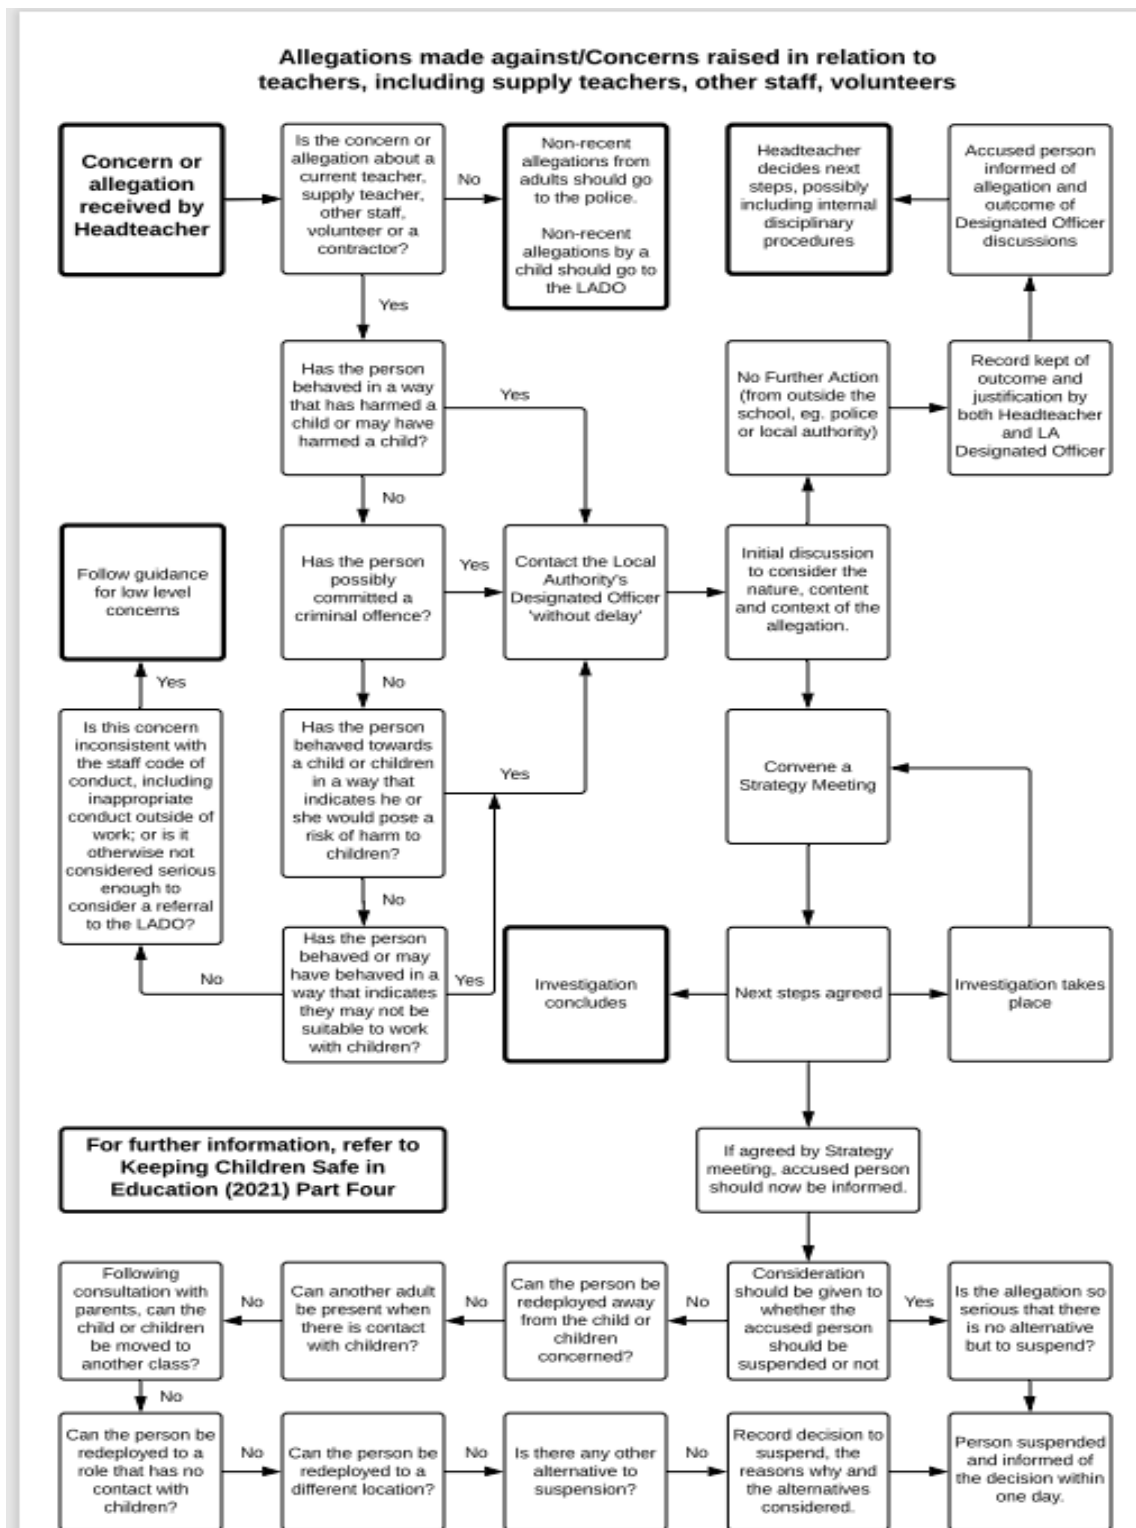 Allegations made against/Concerns raised in relation to
teachers, including supply teachers, other staff, volunteers
Concern or
allegation
received by
Headteacher
Is the concern or
allegation about a
current teacher,
supply teacher,
other staff,
volunteer or a
contractor?
No
Non-recent
allegations from
adults should go
to the police.
Non-recent
allegations by a
child should go to
the LADO
Headteacher
decides next
steps, possibly
including internal
disciplinary
procedures
Accused person
informed of
allegation and
outcome of
Designated Officer
discussions
Yes
Has the person
behaved in a way
that has harmed a
child or may have
harmed a child?
Yes
No Further Action
(from outside the
school, eg. police
or local authority)
Record kept of
outcome and
justification by
both Headteacher
and LA
Designated Officer
No
Follow guidance
for low level
concerns
Has the person
possibly
committed a
criminal offence?
Yes
Contact the Local
Authority's
Designated Officer
'without delay'
Initial discussion
to consider the
nature, content
and context of the
allegation.
Yes
No
Is this concern
inconsistent with
the staff code of
conduct, including
inappropriate
conduct outside of
work; or is it
otherwise not
considered serious
enough to
consider a referral
to the LADO?
Has the person
behaved towards
a child or children
in a way that
indicates he or
she would pose a
risk of harm to
children?
Yes
Convene a
Strategy Meeting
No
No
Has the person
behaved or may
have behaved in a
way that indicates
they may not be
suitable to work
with children?
Yes
Investigation
concludes
Next steps agreed
Investigation takes
place
For further information, refer to
Keeping Children Safe in
Education (2021) Part Four
If agreed by Strategy
meeting, accused person
should now be informed.
Following
consultation with
parents, can the
child or children
be moved to
another class?
No
Can another adult
be present when
there is contact
with children?
No
Can the person be
redeployed away
from the child or
children
concerned?
No
Consideration
should be given to
whether the
accused person
should be
suspended or not
Yes
Is the allegation so
serious that there
is no alternative
but to suspend?
No
Can the person be
redeployed to a
role that has no
contact with
children?
No
Can the person be
redeployed to a
different location?
No
Is there any other
alternative to
suspension?
No
Record decision to
suspend, the
reasons why and
the alternatives
considered.
Person suspended
and informed of
the decision within
one day.